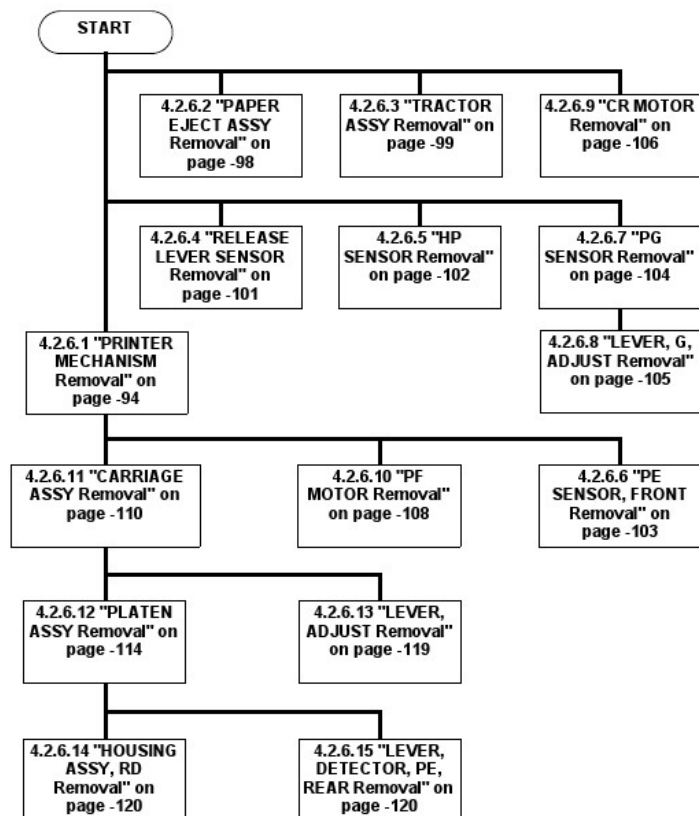 START
4.2.6.2 "PAPER
EJECT ASSY
Removal" on
page -98
4.2.6.3 "TRACTOR
ASSY Removal" on
page -99
4.2.6.9 "CR MOTOR
Removal" on
page -106
4.2.6.4 "RELEASE
LEVER SENSOR
Removal" on
page -101
4.2.6.5 "HP
SENSOR Removal"
on page -102
4.2.6.7 "PG
SENSOR Removal"
on page -104
4.2.6.1 "PRINTER
MECHANISM
Removal" on
page -94
4.2.6.8 "LEVER, G,
ADJUST Removal"
on page -105
4.2.6.11 "CARRIAGE
ASSY Removal" on
page -110
4.2.6.10 "PF
MOTOR Removal"
on page -108
4.2.6.6 "PE
SENSOR, FRONT
Removal" on
page -103
4.2.6.12 "PLATEN
ASSY Removal" on
page -114
4.2.6.13 "LEVER,
ADJUST Removal"
on page -119
4.2.6.14 "HOUSING
ASSY, RD
Removal" on
page -120
4.2.6.15 "LEVER,
DETECTOR, PE,
REAR Removal" on
page -120